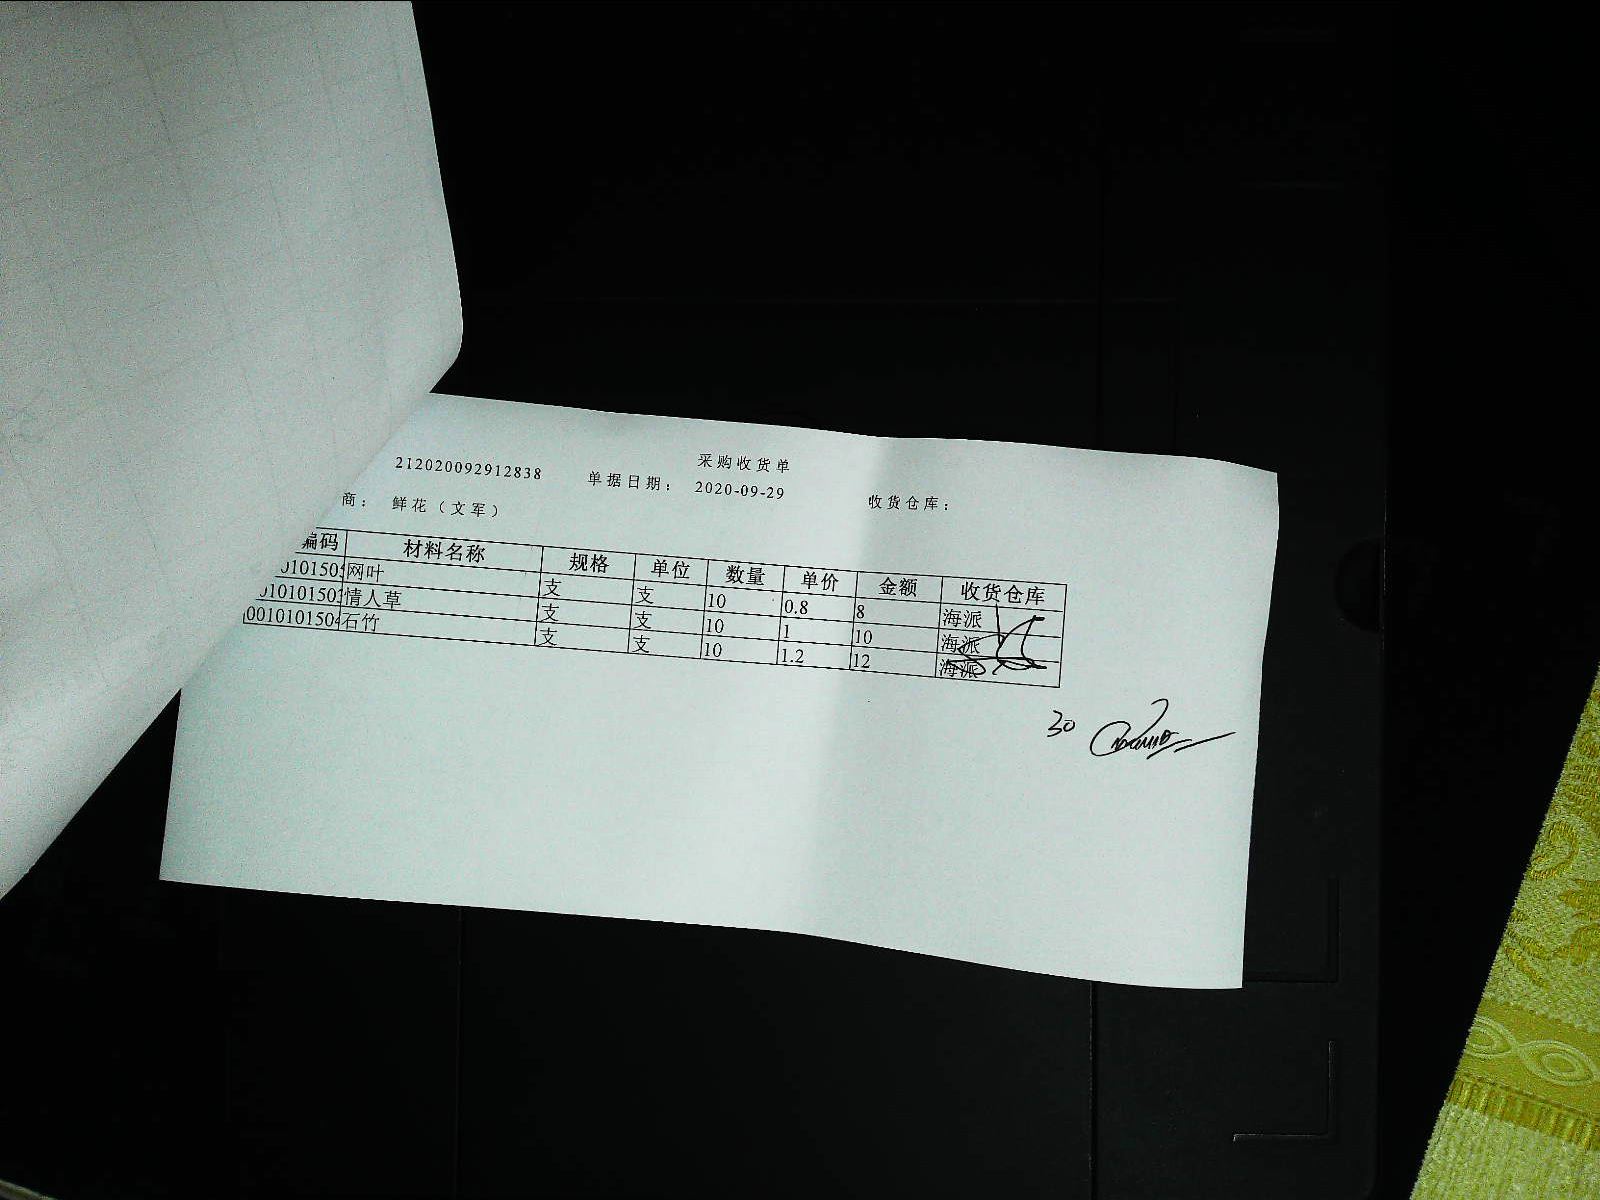 采购收货单
212020092912838 单据日期： 2020-09-29 收货仓库：
商： 鲜花（文军）
编码 材料名称 规格 单位 数量 单价 金额 收货仓库
0101505 网叶 支 支 10 0.8 8 海派
01010150 情人草 支 支 10 1 10 海派
001010150 石竹 支 支 10 1.2 12 海派
30